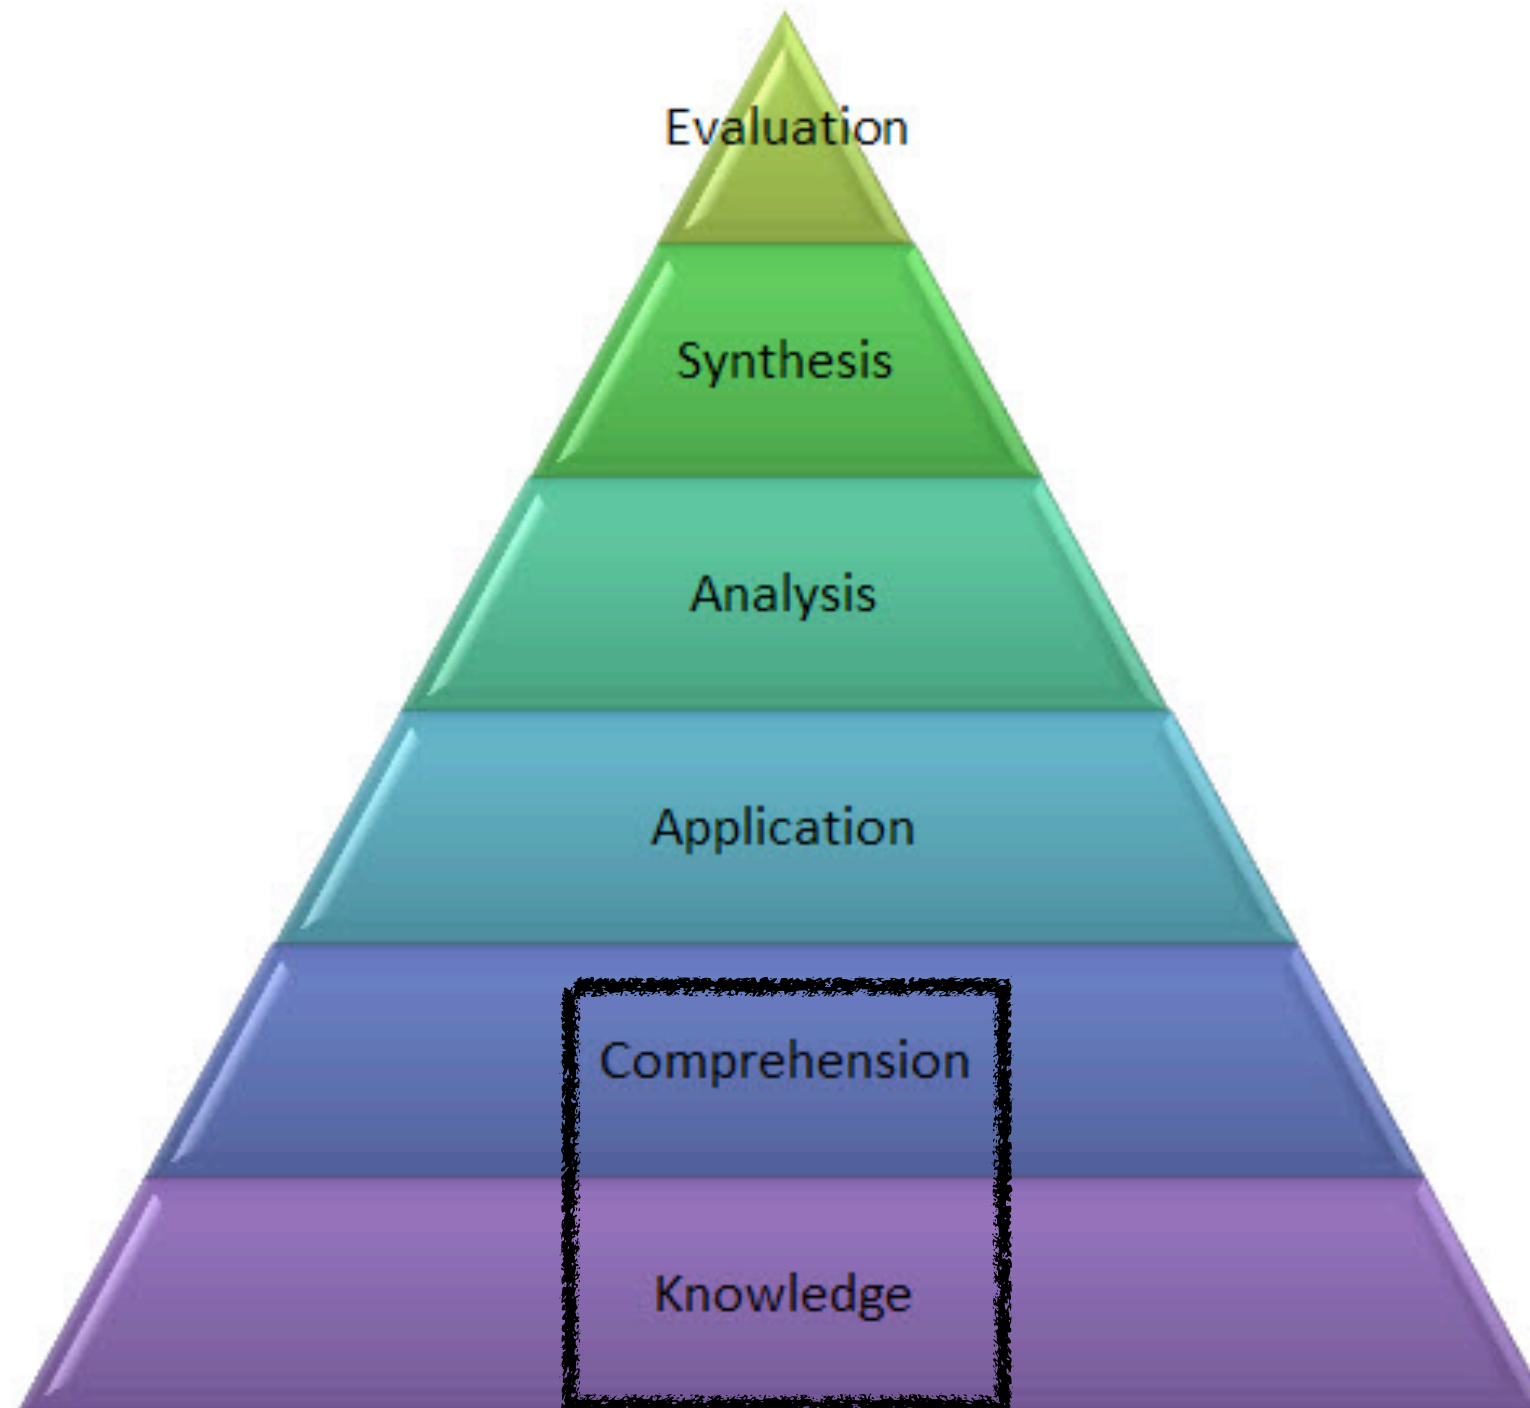 Evaluation
Synthesis
Analysis
Application
Comprehension
Knowledge